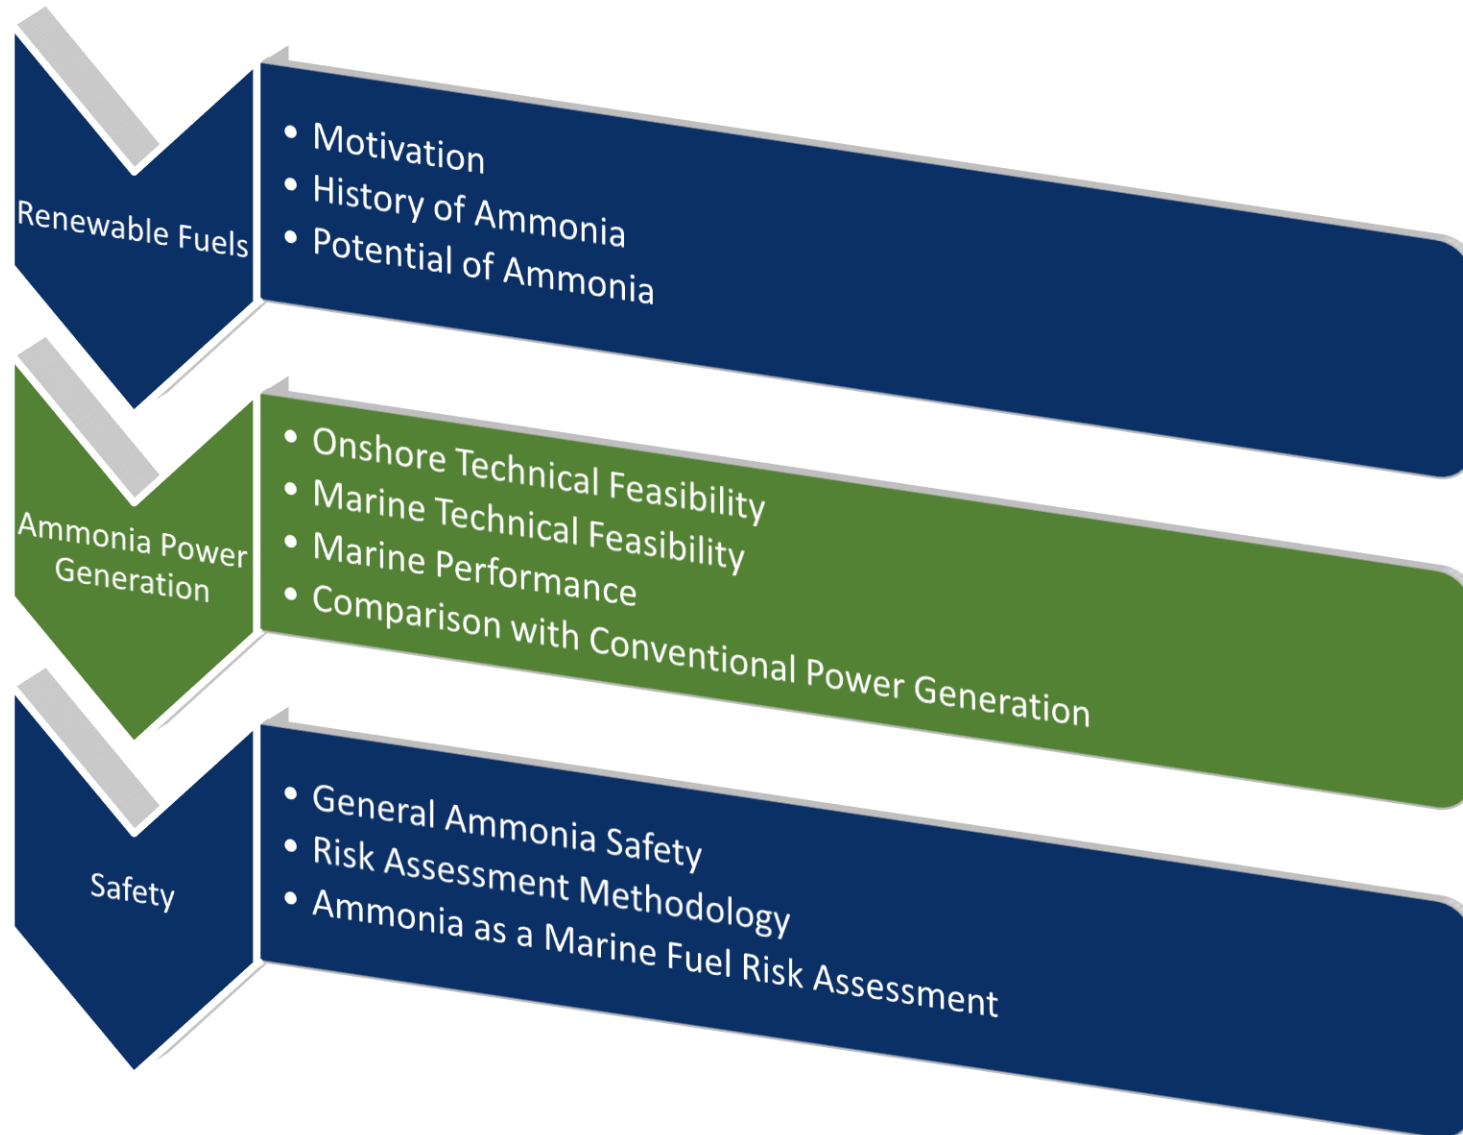 Renewable Fuels
• Motivation
• History of Ammonia
• Potential of Ammonia
Ammonia Power
Generation
• Onshore Technical Feasibility
• Marine Technical Feasibility
• Marine Performance
• Comparison with Conventional Power Generation
Safety
• General Ammonia Safety
• Risk Assessment Methodology
• Ammonia as a Marine Fuel Risk Assessment